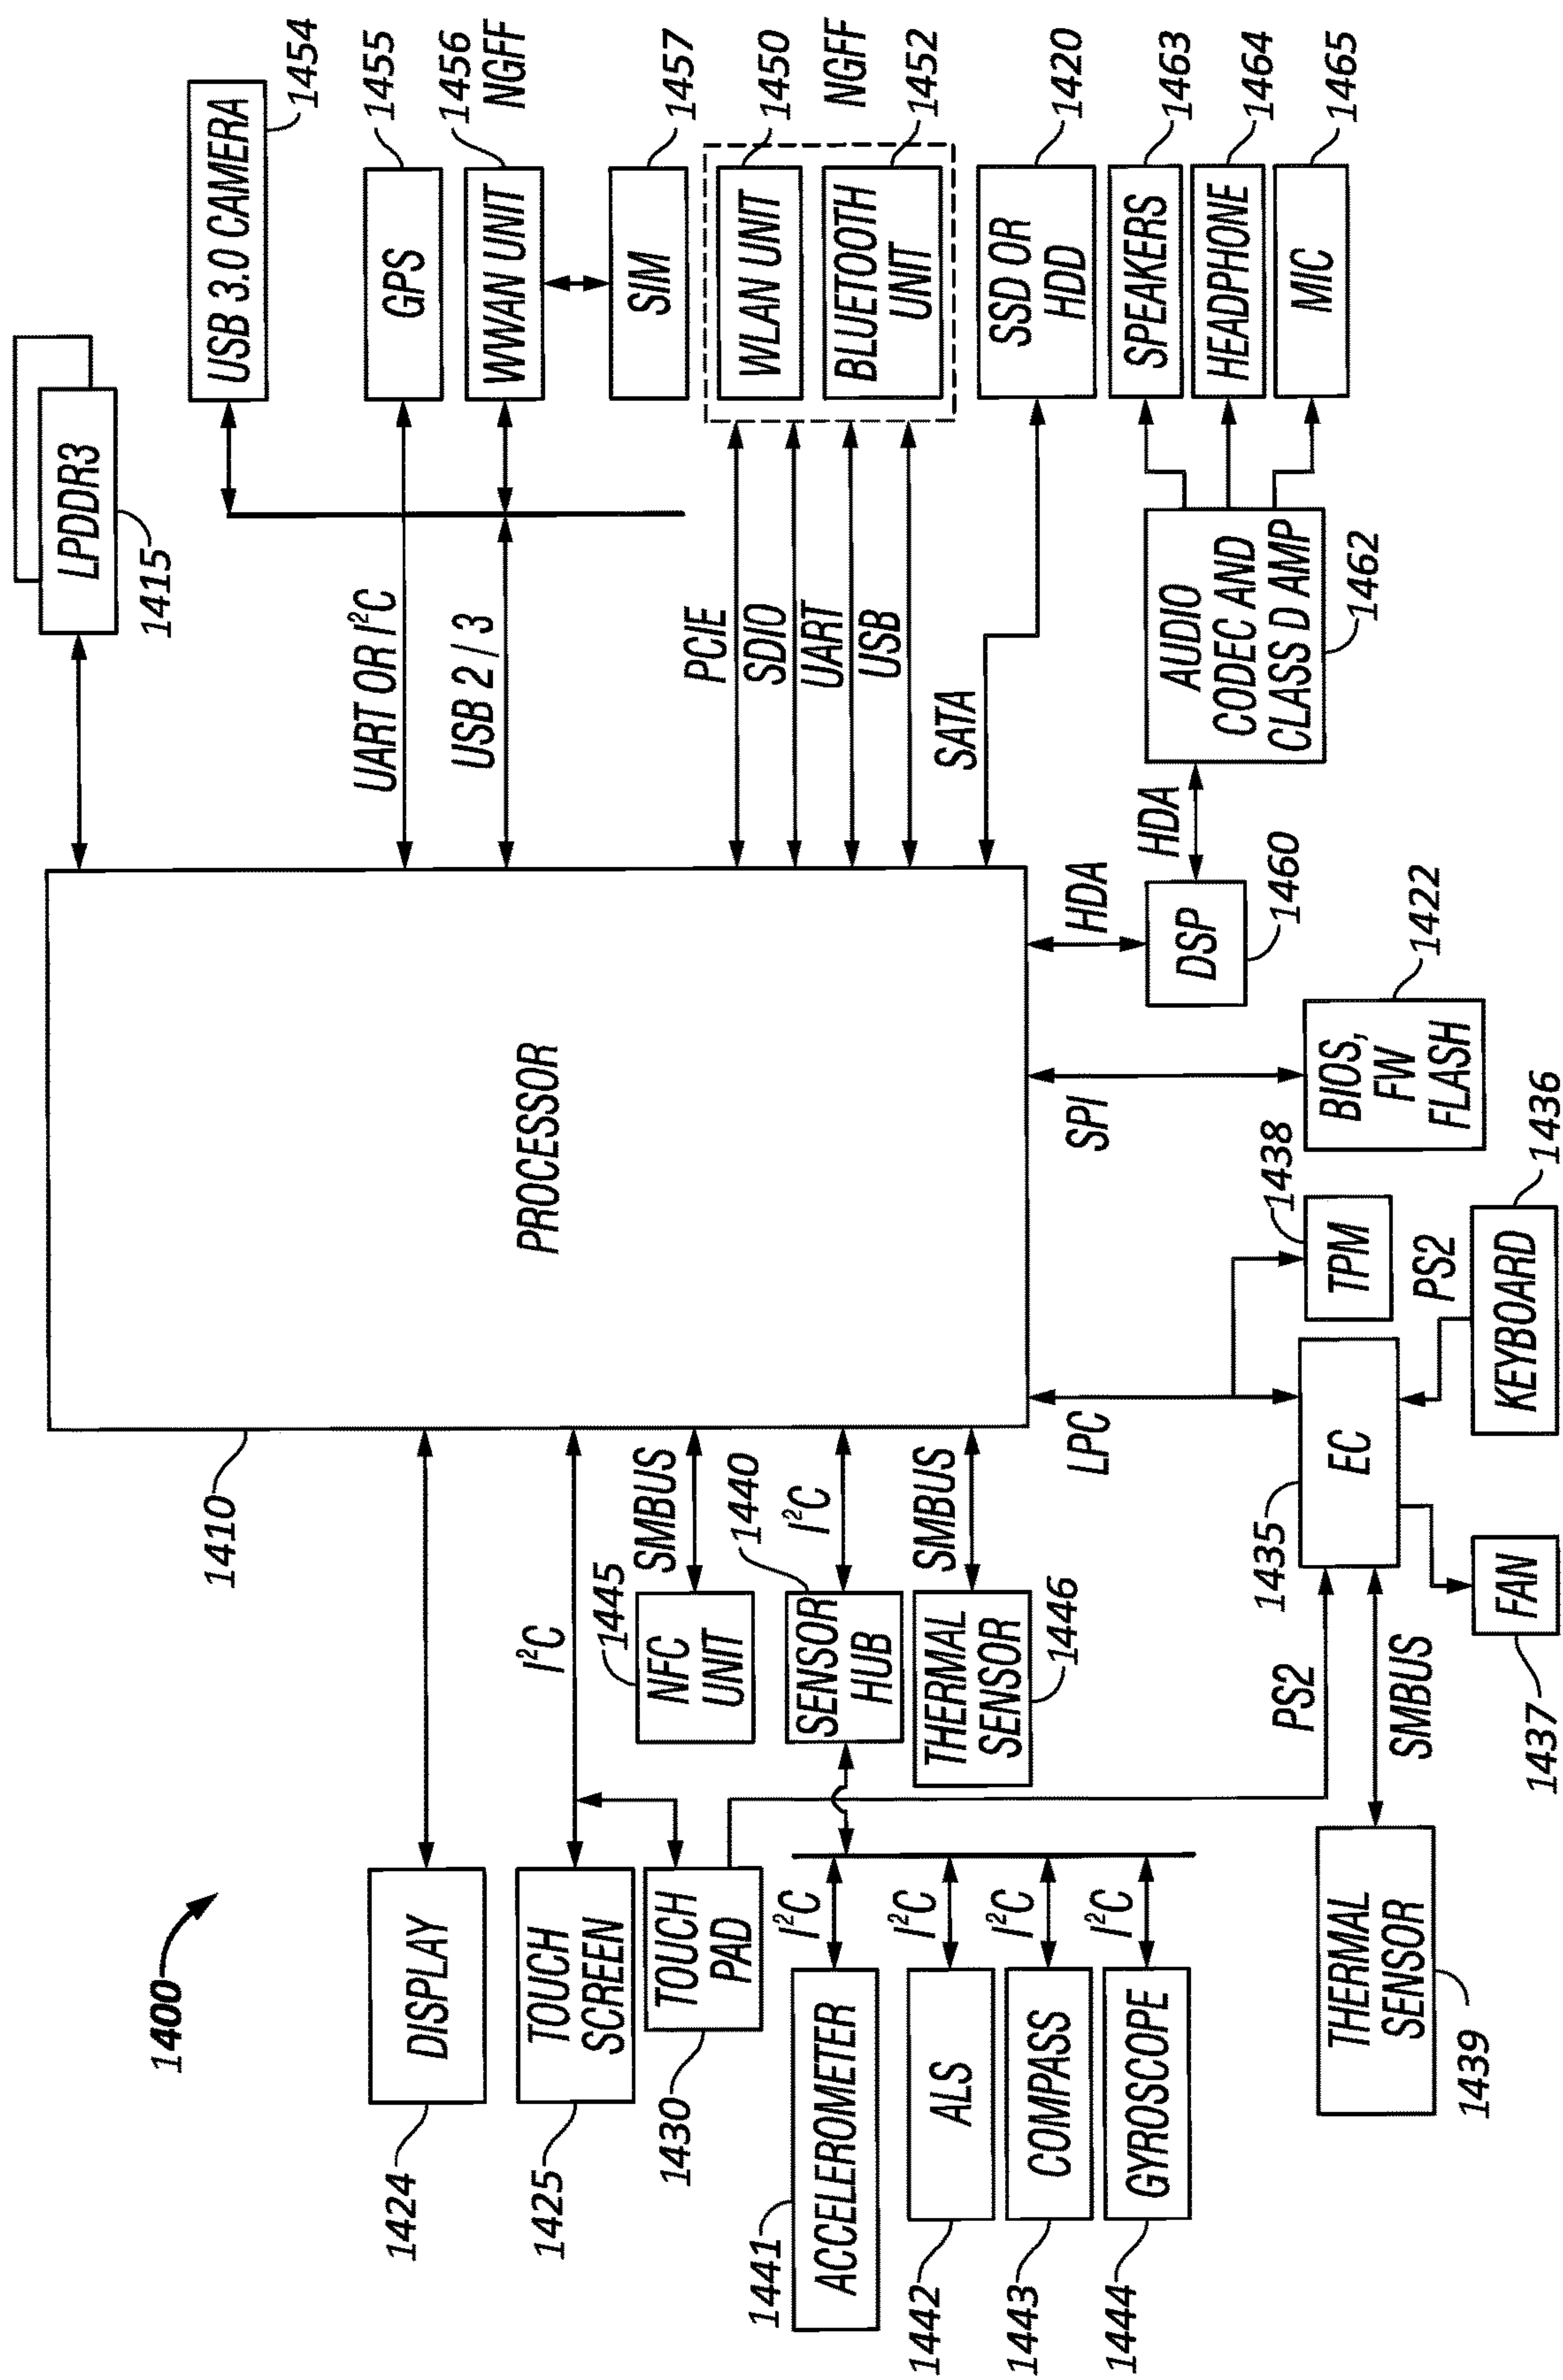 1400
LPDDR3
1415
USB 3.0 CAMERA
1454
DISPLAY
1424
1410
PROCESSOR
UART OR I²C
GPS
1455
USB 2 / 3
WWAN UNIT
1456
NGFF
TOUCH
SCREEN
1425
I²C
SIM
1457
TOUCH
PAD
1430
NFC
UNIT
1445
SMBUS
PCIE
SDIO
UART
USB
WLAN UNIT
1450
NGFF
BLUETOOTH
UNIT
1452
ACCELEROMETER
1441
I²C
SENSOR
HUB
1440
I²C
ALS
1442
I²C
THERMAL
SENSOR
1446
SMBUS
SATA
SSD OR
HDD
1420
COMPASS
1443
I²C
GYROSCOPE
1444
I²C
LPC
SPI
HDA
DSP
1460
HDA
AUDIO
CODEC AND
CLASS D AMP
1462
SPEAKERS
1463
HEADPHONE
1464
MIC
1465
THERMAL
SENSOR
1439
PS2
SMBUS
1435
EC
TPM
1438
BIOS,
FW
FLASH
1422
PS2
FAN
1437
KEYBOARD
1436